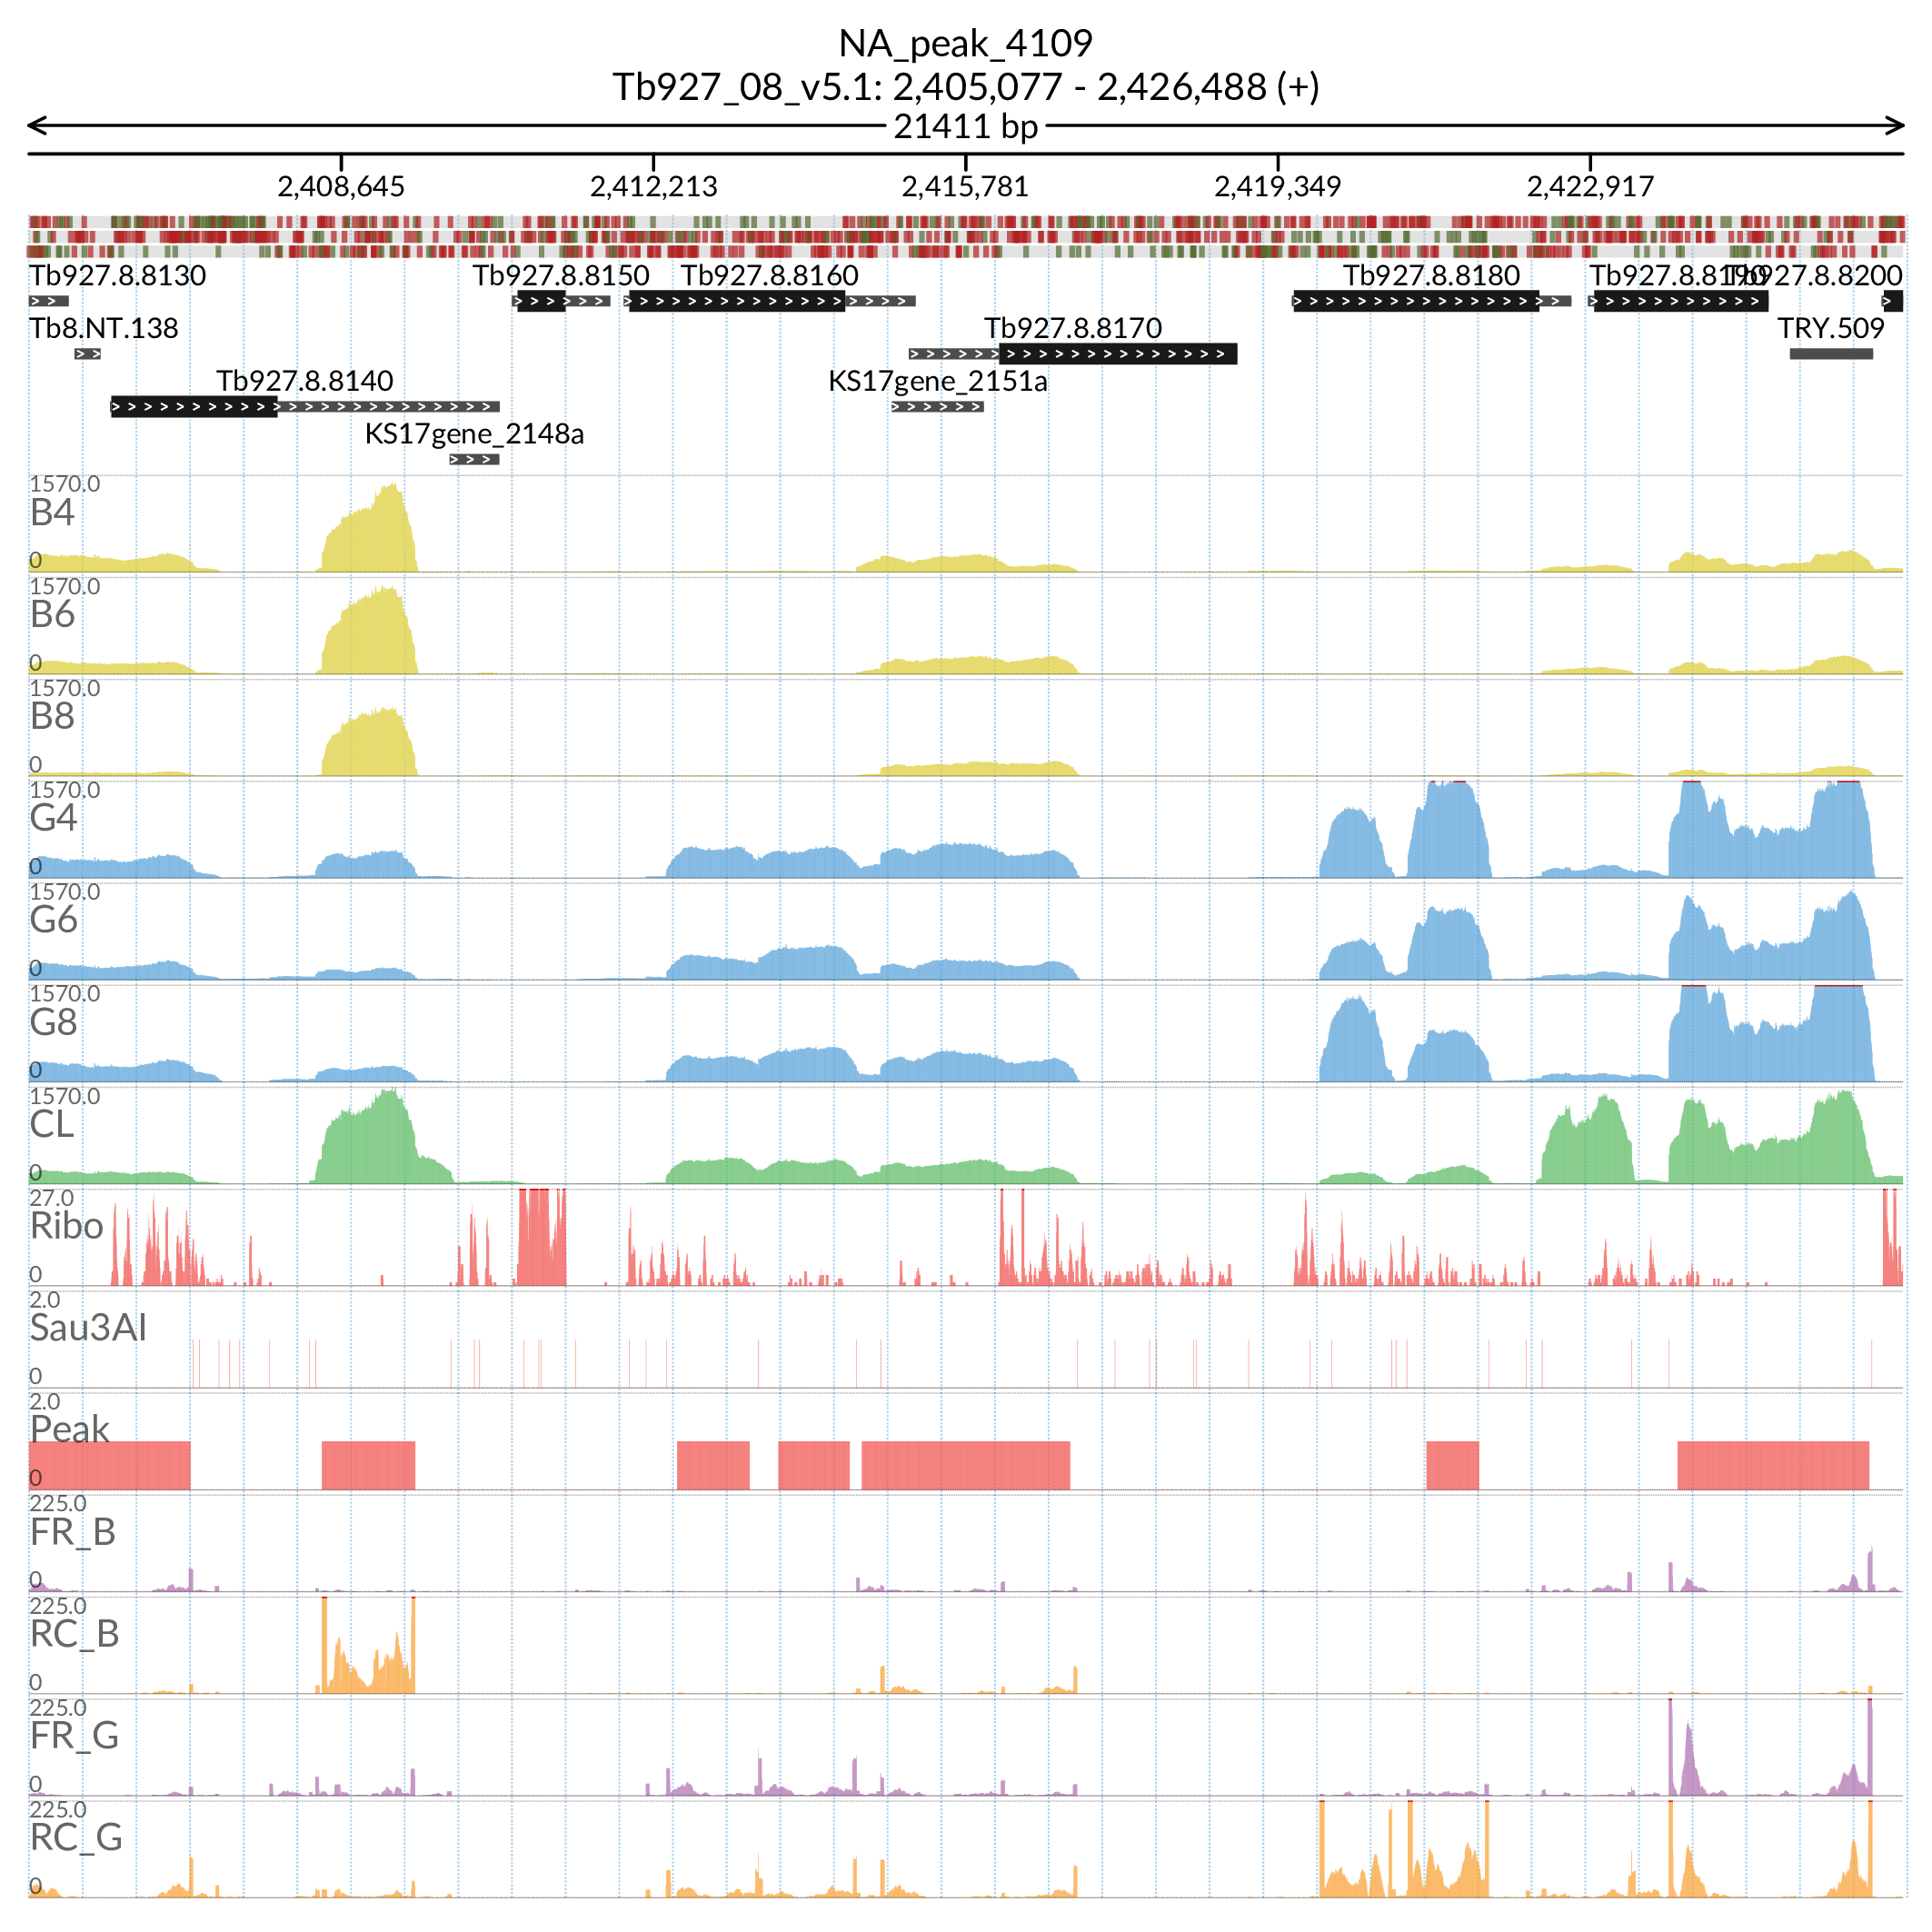 NA_peak_4109
Tb927_08_v5.1: 2,405,077 - 2,426,488 (+)
21411 bp
2,408,645 2,412,213 2,415,781 2,419,349 2,422,917
Tb927.8.8130 Tb927.8.8150 Tb927.8.8160 Tb927.8.8180 Tb927.8.8190 Tb927.8.8200
Tb8.NT.138 Tb927.8.8170 TRY.509
Tb927.8.8140 KS17gene_2151a
KS17gene_2148a
1570.0
B4
0
1570.0
B6
0
1570.0
B8
0
1570.0
G4
0
1570.0
G6
0
1570.0
G8
0
1570.0
CL
0
27.0
Ribo
0
2.0
Sau3AI
0
2.0
Peak
0
225.0
FR_B
0
225.0
RC_B
0
225.0
FR_G
0
225.0
RC_G
0